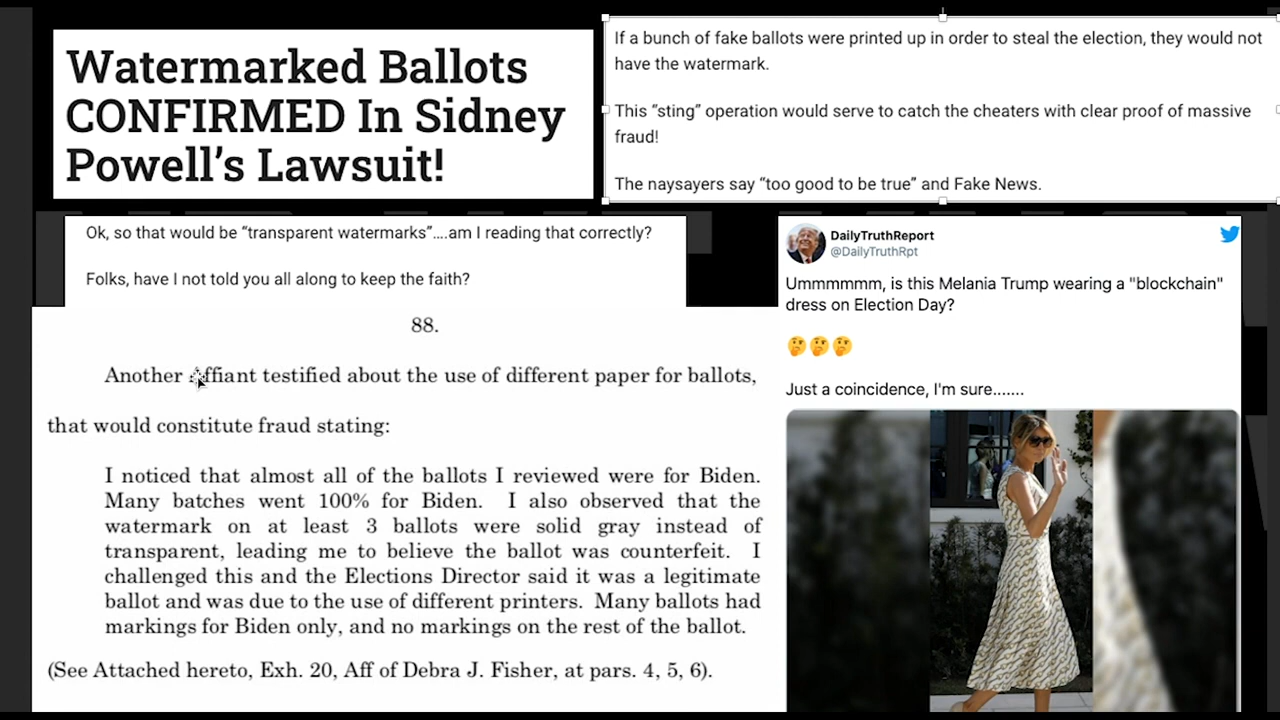 Watermarked Ballots
CONFIRMED In Sidney
Powell's Lawsuit!
If a bunch of fake ballots were printed up in order to steal the election, they would not
have the watermark.
This “sting” operation would serve to catch the cheaters with clear proof of massive
fraud!
The naysayers say “too good to be true” and Fake News.
Ok, so that would be “transparent watermarks”....am I reading that correctly?
Folks, have I not told you all along to keep the faith?
88.
Another Affiant testified about the use of different paper for ballots,
that would constitute fraud stating:
I noticed that almost all of the ballots I reviewed were for Biden.
Many batches went 100% for Biden. I also observed that the
watermark on at least 3 ballots were solid gray instead of
transparent, leading me to believe the ballot was counterfeit. I
challenged this and the Elections Director said it was a legitimate
ballot and was due to the use of different printers. Many ballots had
markings for Biden only, and no markings on the rest of the ballot.
(See Attached hereto, Exh. 20, Aff of Debra J. Fisher, at pars. 4, 5, 6).
DailyTruthReport
@DailyTruthRpt
Ummmmmm, is this Melania Trump wearing a "blockchain"
dress on Election Day?
🤔🤔🤔
Just a coincidence, I'm sure.......